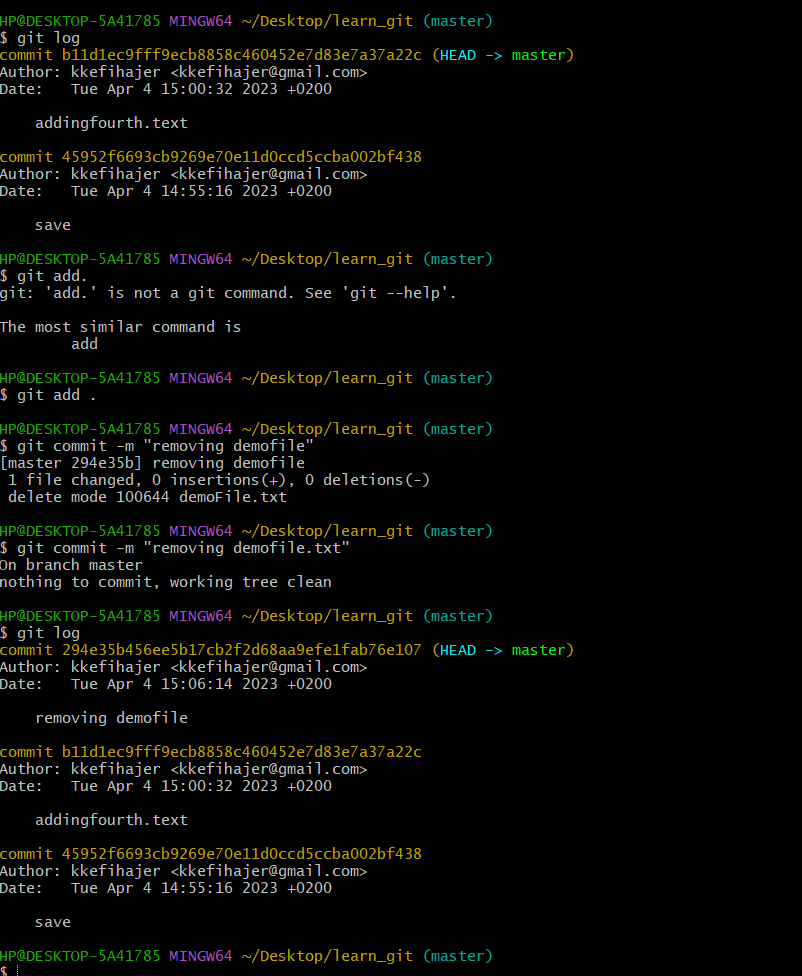 HP@DESKTOP-5A41785 MINGW64 ~/Desktop/learn_git (master)
$ git log
commit b11d1ec9fff9ecb8858c460452e7d83e7a37a22c (HEAD -> master)
Author: kkefihajer <kkefihajer@gmail.com>
Date:   Tue Apr 4 15:00:32 2023 +0200
    addingfourth.text
commit 45952f6693cb9269e70e11d0ccd5ccba002bf438
Author: kkefihajer <kkefihajer@gmail.com>
Date:   Tue Apr 4 14:55:16 2023 +0200
    save
HP@DESKTOP-5A41785 MINGW64 ~/Desktop/learn_git (master)
$ git add.
git: 'add.' is not a git command. See 'git --help'.
The most similar command is
        add
HP@DESKTOP-5A41785 MINGW64 ~/Desktop/learn_git (master)
$ git add .
HP@DESKTOP-5A41785 MINGW64 ~/Desktop/learn_git (master)
$ git commit -m "removing demofile"
[master 294e35b] removing demofile
 1 file changed, 0 insertions(+), 0 deletions(-)
 delete mode 100644 demoFile.txt
HP@DESKTOP-5A41785 MINGW64 ~/Desktop/learn_git (master)
$ git commit -m "removing demofile.txt"
On branch master
nothing to commit, working tree clean
HP@DESKTOP-5A41785 MINGW64 ~/Desktop/learn_git (master)
$ git log
commit 294e35b456ee5b17cb2f2d68aa9efe1fab76e107 (HEAD -> master)
Author: kkefihajer <kkefihajer@gmail.com>
Date:   Tue Apr 4 15:06:14 2023 +0200
    removing demofile
commit b11d1ec9fff9ecb8858c460452e7d83e7a37a22c
Author: kkefihajer <kkefihajer@gmail.com>
Date:   Tue Apr 4 15:00:32 2023 +0200
    addingfourth.text
commit 45952f6693cb9269e70e11d0ccd5ccba002bf438
Author: kkefihajer <kkefihajer@gmail.com>
Date:   Tue Apr 4 14:55:16 2023 +0200
    save
HP@DESKTOP-5A41785 MINGW64 ~/Desktop/learn_git (master)
$